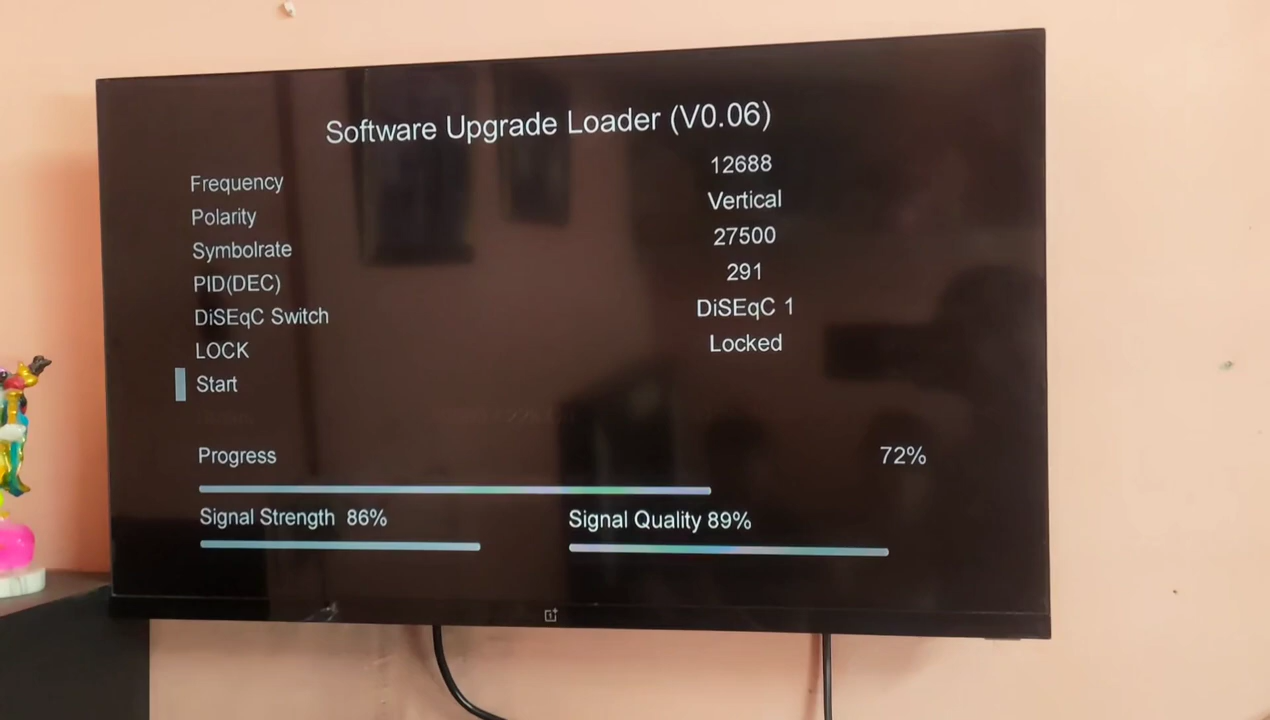 Software Upgrade Loader (V0.06)
Frequency 12688
Polarity Vertical
Symbolrate 27500
PID(DEC) 291
DiSEqC Switch DiSEqC 1
LOCK Locked
Start
Progress 72%
Signal Strength 86% Signal Quality 89%